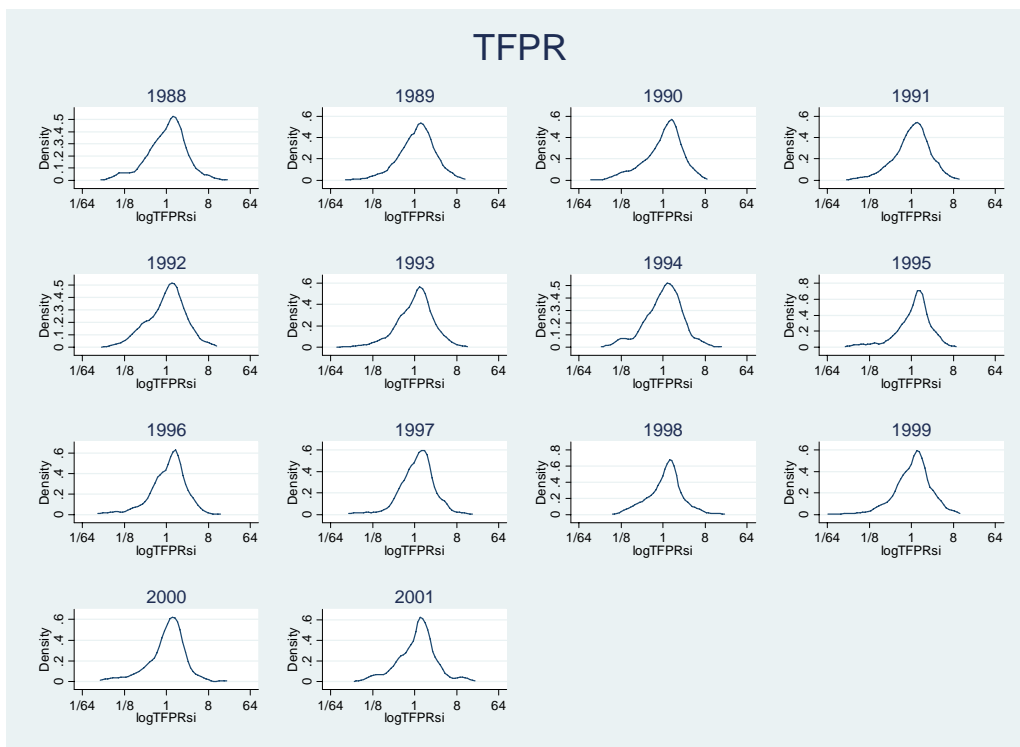 TFPR
1988 1989 1990 1991
Density 0 .1 .2 .3 .4 .5 Density 0 .2 .4 .6 Density 0 .2 .4 .6 Density 0 .2 .4 .6
1/64 1/8 1 8 64 1/64 1/8 1 8 64 1/64 1/8 1 8 64 1/64 1/8 1 8 64
logTFPRsi logTFPRsi logTFPRsi logTFPRsi
1992 1993 1994 1995
Density 0 .1 .2 .3 .4 .5 Density 0 .2 .4 .6 Density 0 .1 .2 .3 .4 .5 Density 0 .2 .4 .6 .8
1/64 1/8 1 8 64 1/64 1/8 1 8 64 1/64 1/8 1 8 64 1/64 1/8 1 8 64
logTFPRsi logTFPRsi logTFPRsi logTFPRsi
1996 1997 1998 1999
Density 0 .2 .4 .6 Density 0 .2 .4 .6 Density 0 .2 .4 .6 .8 Density 0 .2 .4 .6
1/64 1/8 1 8 64 1/64 1/8 1 8 64 1/64 1/8 1 8 64 1/64 1/8 1 8 64
logTFPRsi logTFPRsi logTFPRsi logTFPRsi
2000 2001
Density 0 .2 .4 .6 Density 0 .2 .4 .6
1/64 1/8 1 8 64 1/64 1/8 1 8 64
logTFPRsi logTFPRsi